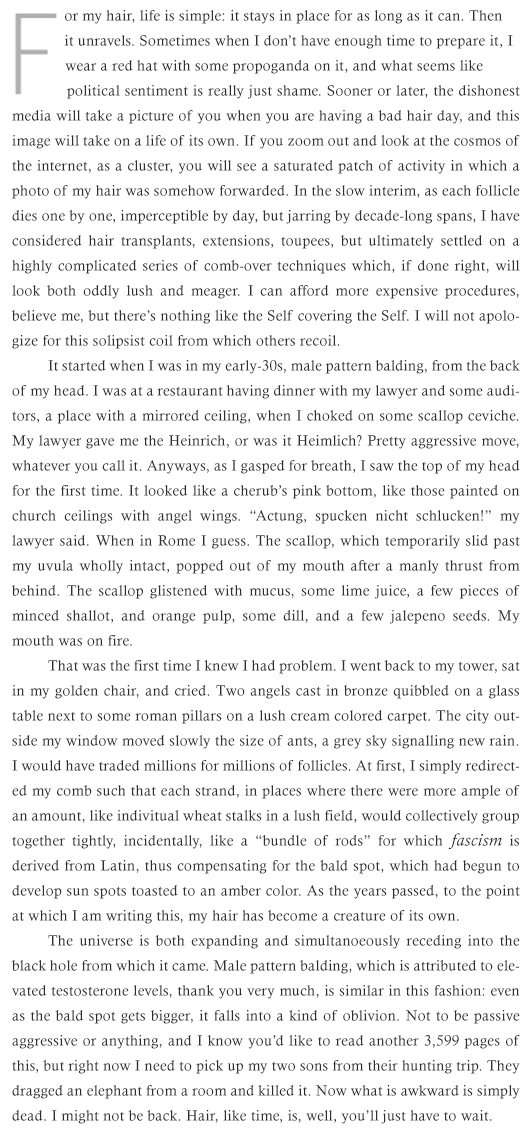 For my hair, life is simple: it stays in place for as long as it can. Then
it unravels. Sometimes when I don’t have enough time to prepare it, I
wear a red hat with some propoganda on it, and what seems like
political sentiment is really just shame. Sooner or later, the dishonest
media will take a picture of you when you are having a bad hair day, and this
image will take on a life of its own. If you zoom out and look at the cosmos of
the internet, as a cluster, you will see a saturated patch of activity in which a
photo of my hair was somehow forwarded. In the slow interim, as each follicle
dies one by one, imperceptible by day, but jarring by decade-long spans, I have
considered hair transplants, extensions, toupees, but ultimately settled on a
highly complicated series of comb-over techniques which, if done right, will
look both oddly lush and meager. I can afford more expensive procedures,
believe me, but there’s nothing like the Self covering the Self. I will not apolo-
gize for this solipsist coil from which others recoil.
It started when I was in my early-30s, male pattern balding, from the back
of my head. I was at a restaurant having dinner with my lawyer and some audi-
tors, a place with a mirrored ceiling, when I choked on some scallop ceviche.
My lawyer gave me the Heinrich, or was it Heimlich? Pretty aggressive move,
whatever you call it. Anyways, as I gasped for breath, I saw the top of my head
for the first time. It looked like a cherub’s pink bottom, like those painted on
church ceilings with angel wings. “Actung, spucken nicht schlucken!” my
lawyer said. When in Rome I guess. The scallop, which temporarily slid past
my uvula wholly intact, popped out of my mouth after a manly thrust from
behind. The scallop glistened with mucus, some lime juice, a few pieces of
minced shallot, and orange pulp, some dill, and a few jalepeno seeds. My
mouth was on fire.
That was the first time I knew I had problem. I went back to my tower, sat
in my golden chair, and cried. Two angels cast in bronze quibbled on a glass
table next to some roman pillars on a lush cream colored carpet. The city out-
side my window moved slowly the size of ants, a grey sky signalling new rain.
I would have traded millions for millions of follicles. At first, I simply redirect-
ed my comb such that each strand, in places where there were more ample of
an amount, like indivitual wheat stalks in a lush field, would collectively group
together tightly, incidentally, like a “bundle of rods” for which fascism is
derived from Latin, thus compensating for the bald spot, which had begun to
develop sun spots toasted to an amber color. As the years passed, to the point
at which I am writing this, my hair has become a creature of its own.
The universe is both expanding and simultanoeously receding into the
black hole from which it came. Male pattern balding, which is attributed to ele-
vated testosterone levels, thank you very much, is similar in this fashion: even
as the bald spot gets bigger, it falls into a kind of oblivion. Not to be passive
aggressive or anything, and I know you’d like to read another 3,599 pages of
this, but right now I need to pick up my two sons from their hunting trip. They
dragged an elephant from a room and killed it. Now what is awkward is simply
dead. I might not be back. Hair, like time, is, well, you’ll just have to wait.